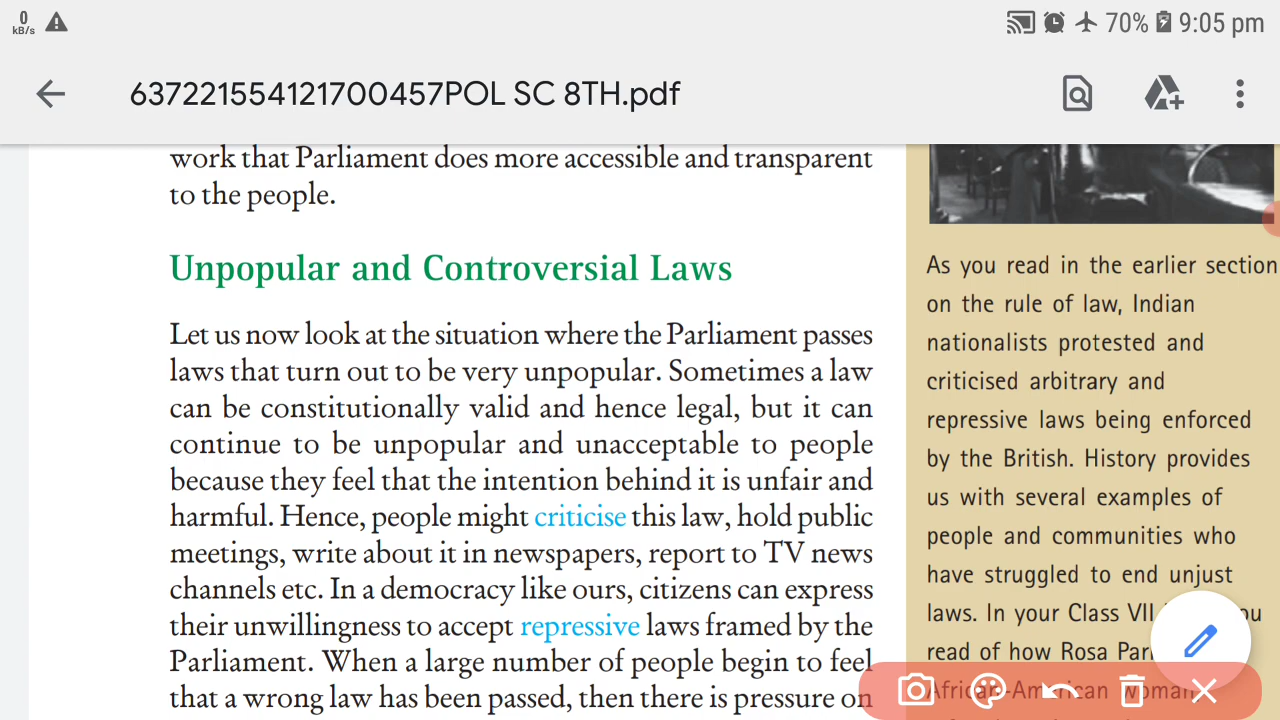 0
kB/s
70% 9:05 pm
637221554121700457POL SC 8TH.pdf
work that Parliament does more accessible and transparent
to the people.
Unpopular and Controversial Laws
Let us now look at the situation where the Parliament passes
laws that turn out to be very unpopular. Sometimes a law
can be constitutionally valid and hence legal, but it can
continue to be unpopular and unacceptable to people
because they feel that the intention behind it is unfair and
harmful. Hence, people might criticise this law, hold public
meetings, write about it in newspapers, report to TV news
channels etc. In a democracy like ours, citizens can express
their unwillingness to accept repressive laws framed by the
Parliament. When a large number of people begin to feel
that a wrong law has been passed, then there is pressure on
As you read in the earlier section
on the rule of law, Indian
nationalists protested and
criticised arbitrary and
repressive laws being enforced
by the British. History provides
us with several examples of
people and communities who
have struggled to end unjust
laws. In your Class VII
read of how Rosa
African-American woman